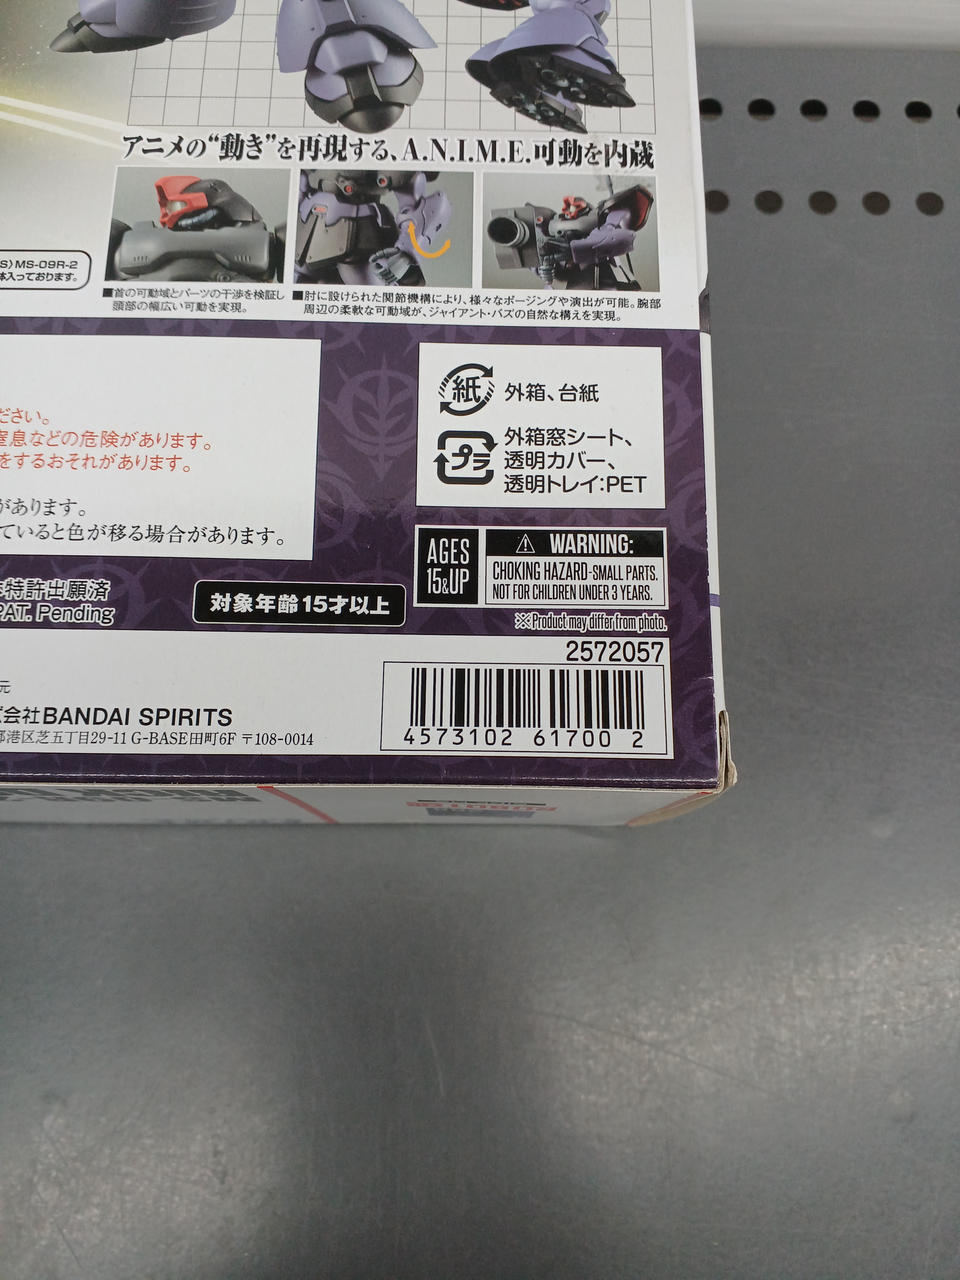 アニメの“動き”を再現する、A.N.I.M.E.可動を内蔵
S〉MS-09R-2
体入っております。
■首の可動域とパーツの干渉を検証し
頭部の幅広い可動を実現。
■肘に設けられた関節機構により、様々なポージングや演出が可能。腕部
周辺の柔軟な可動域が、ジャイアント・バズの自然な構えを実現。
ださい。
窒息などの危険があります。
をするおそれがあります。
があります。
ていると色が移る場合があります。
紙 外箱、台紙
プラ 外箱窓シート、
透明カバー、
透明トレイ:PET
AGES
15&UP
WARNING:
CHOKING HAZARD-SMALL PARTS.
NOT FOR CHILDREN UNDER 3 YEARS.
※Product may differ from photo.
特許出願済
PAT. Pending
対象年齢15才以上
2572057
元
会社BANDAI SPIRITS
港区芝五丁目29-11 G-BASE田町6F 〒108-0014
4573102 61700 2